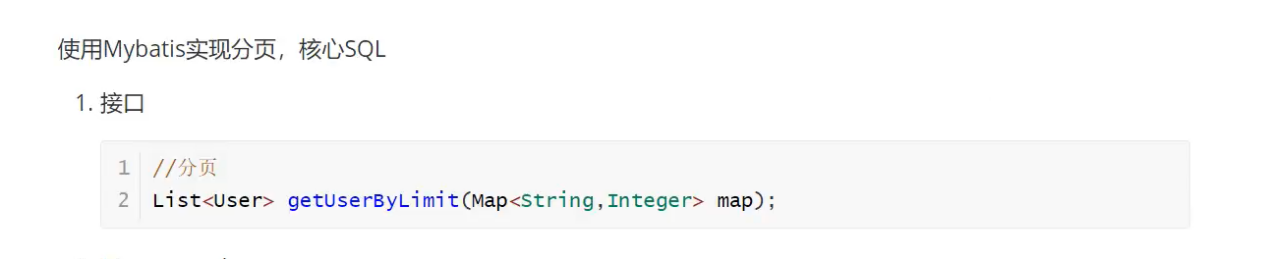 使用Mybatis实现分页，核心SQL
1. 接口
1 //分页
2 List<User> getUserByLimit(Map<String,Integer> map);